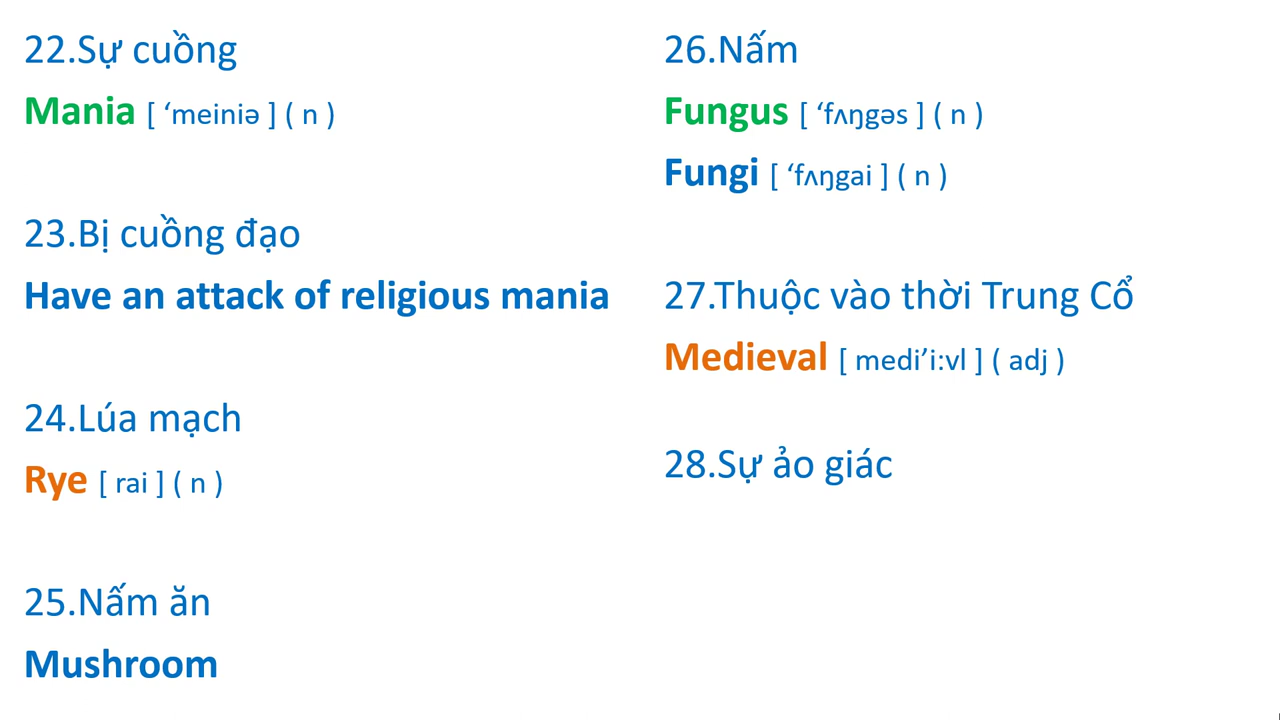 22.Sự cuồng
Mania [ ‘meiniə ] ( n )
23.Bị cuồng đạo
Have an attack of religious mania
24.Lúa mạch
Rye [ rai ] ( n )
25.Nấm ăn
Mushroom
26.Nấm
Fungus [ ‘fʌŋgəs ] ( n )
Fungi [ ‘fʌŋgai ] ( n )
27.Thuộc vào thời Trung Cổ
Medieval [ medi’i:vl ] ( adj )
28.Sự ảo giác